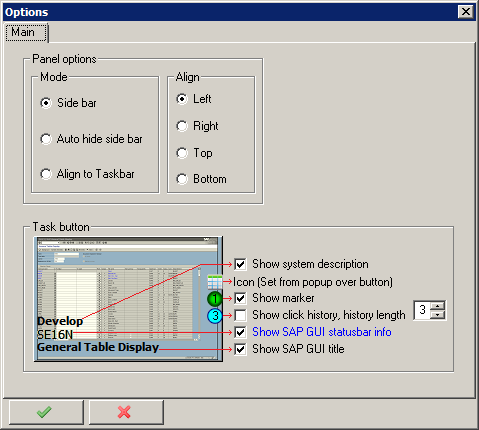 Options
Main
Panel options
Mode
Side bar
Auto hide side bar
Align to Taskbar
Align
Left
Right
Top
Bottom
Task button
Develop
SE16N
General Table Display
1
3
Show system description
Icon (Set from popup over button)
Show marker
Show click history, history length
3
Show SAP GUI statusbar info
Show SAP GUI title